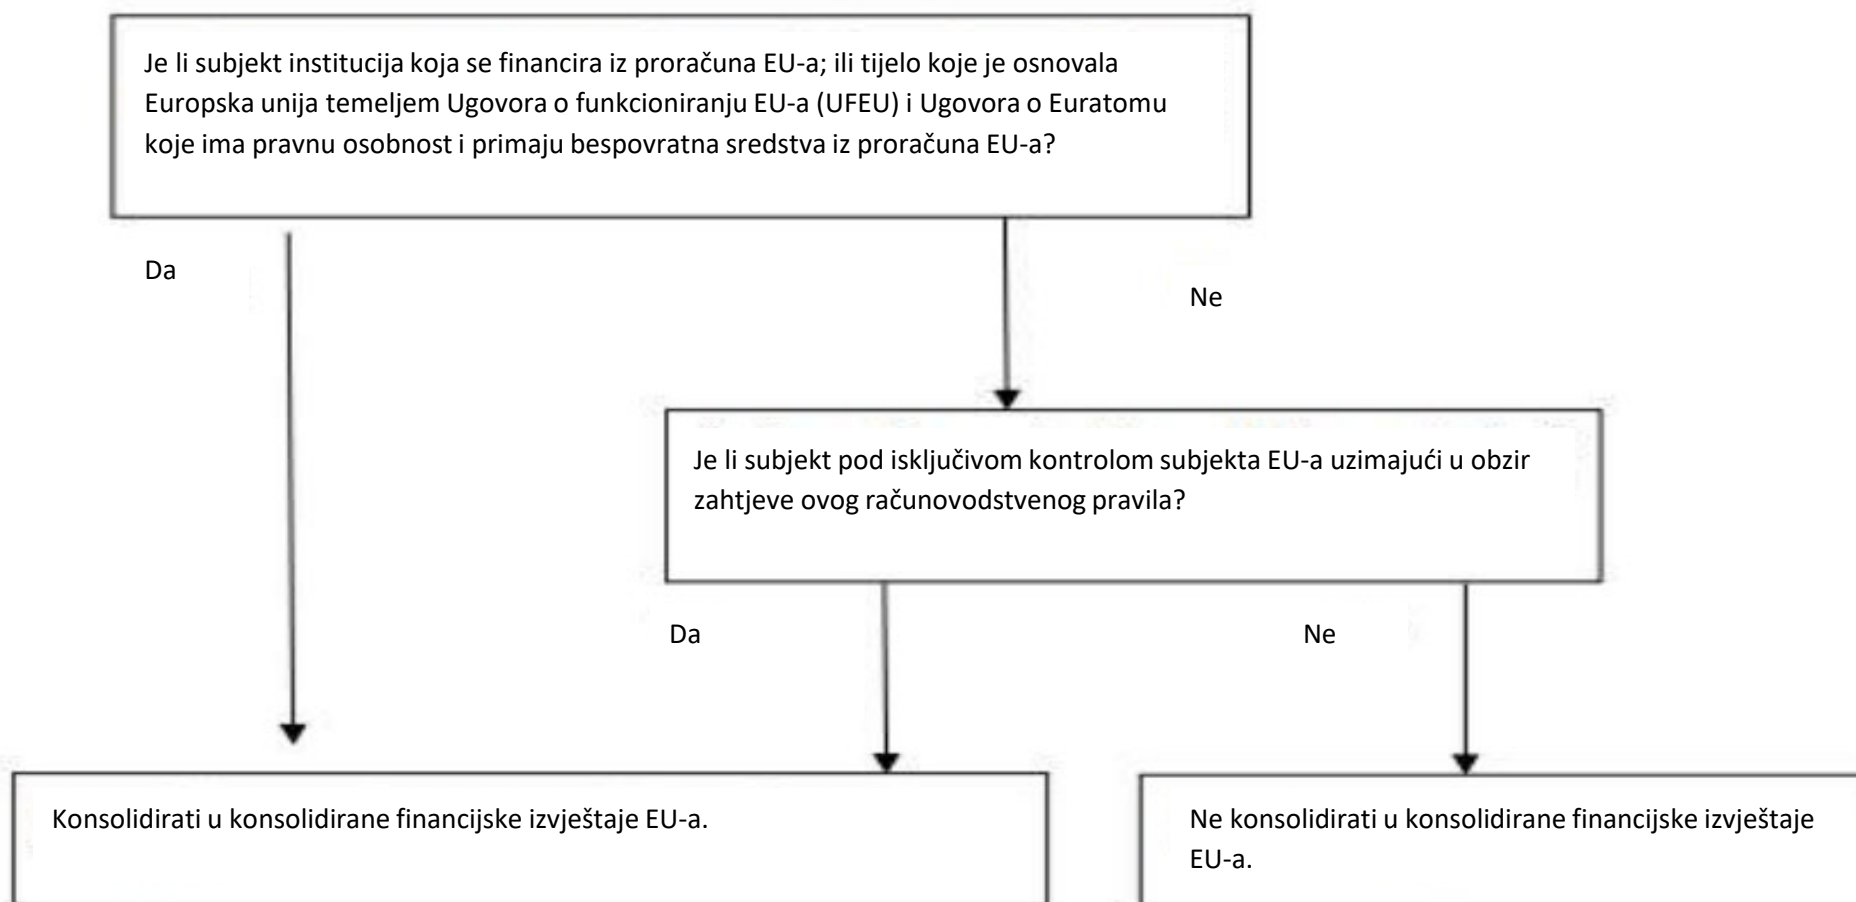 Je li subjekt institucija koja se financira iz proračuna EU-a; ili tijelo koje je osnovala
Europska unija temeljem Ugovora o funkcioniranju EU-a (UFEU) i Ugovora o Euratomu
koje ima pravnu osobnost i primaju bespovratna sredstva iz proračuna EU-a?
Da
Ne
Je li subjekt pod isključivom kontrolom subjekta EU-a uzimajući u obzir
zahtjeve ovog računovodstvenog pravila?
Da
Ne
Konsolidirati u konsolidirane financijske izvještaje EU-a.
Ne konsolidirati u konsolidirane financijske izvještaje
EU-a.